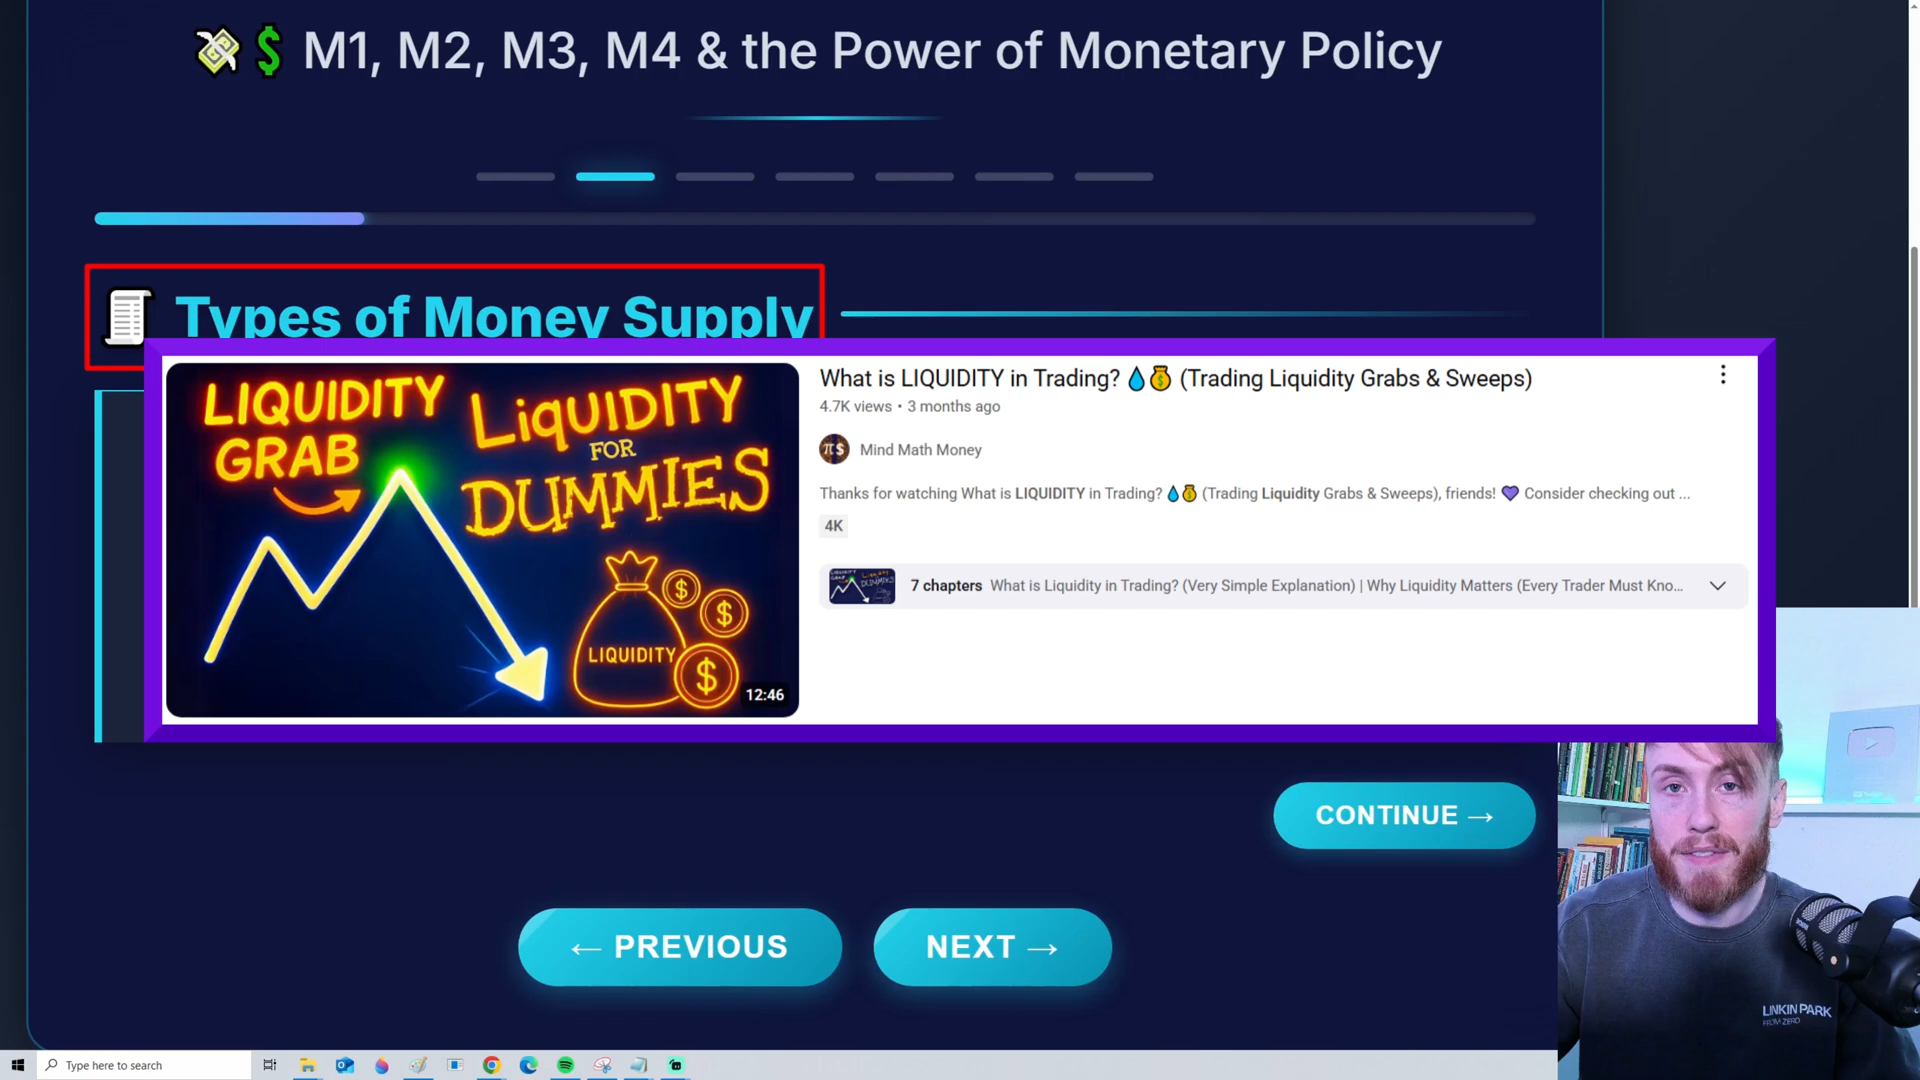 M1, M2, M3, M4 & the Power of Monetary Policy
Types of Money Supply
LIQUIDITY
GRAB
LIQUIDITY
FOR
DUMMIES
LIQUIDITY
12:46
What is LIQUIDITY in Trading? 💧💰 (Trading Liquidity Grabs & Sweeps)
4.7K views • 3 months ago
Mind Math Money
Thanks for watching What is LIQUIDITY in Trading? 💧💰 (Trading Liquidity Grabs & Sweeps), friends! 💜 Consider checking out ...
4K
7 chapters What is Liquidity in Trading? (Very Simple Explanation) | Why Liquidity Matters (Every Trader Must Kno...
CONTINUE →
← PREVIOUS
NEXT →
LINKIN PARK
FROM ZERO
Type here to search